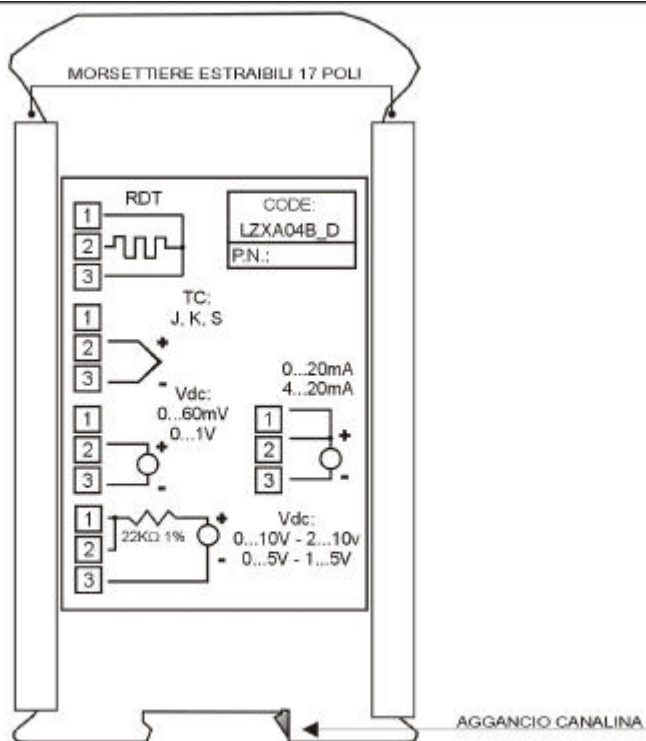 MORSETTIERE ESTRAIBILI 17 POLI
RDT
1
2
3
CODE:
LZXA04B_D
P.N.:
TC:
J, K, S
1
2
3
+
-
Vdc:
0...60mV
0...1V
1
2
3
+
-
0...20mA
4...20mA
1
2
3
+
-
1
2
3
22KΩ 1%
+
-
Vdc:
0...10V - 2...10v
0...5V - 1...5V
AGGANCIO CANALINA